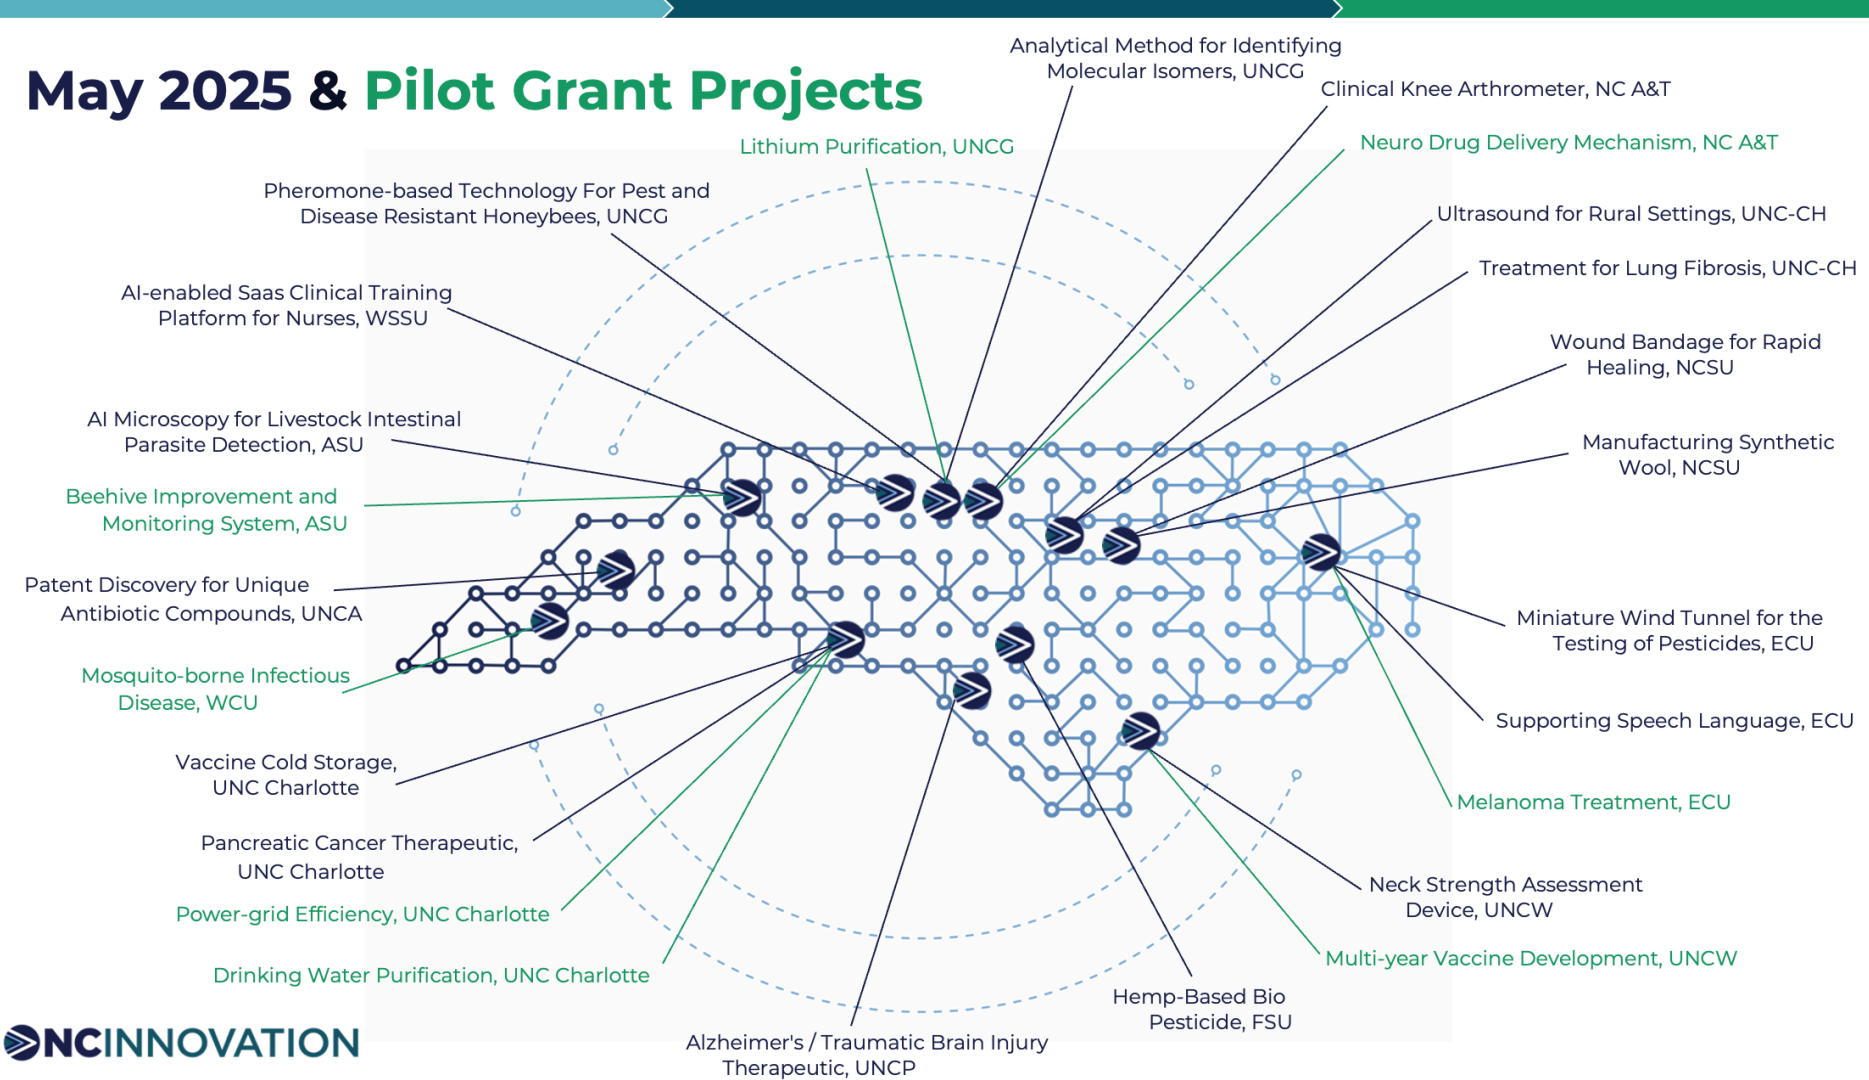 May 2025 & Pilot Grant Projects
Analytical Method for Identifying
Molecular Isomers, UNCG
Clinical Knee Arthrometer, NC A&T
Lithium Purification, UNCG
Neuro Drug Delivery Mechanism, NC A&T
Pheromone-based Technology For Pest and
Disease Resistant Honeybees, UNCG
Ultrasound for Rural Settings, UNC-CH
Treatment for Lung Fibrosis, UNC-CH
AI-enabled Saas Clinical Training
Platform for Nurses, WSSU
Wound Bandage for Rapid
Healing, NCSU
AI Microscopy for Livestock Intestinal
Parasite Detection, ASU
Manufacturing Synthetic
Wool, NCSU
Beehive Improvement and
Monitoring System, ASU
Patent Discovery for Unique
Antibiotic Compounds, UNCA
Miniature Wind Tunnel for the
Testing of Pesticides, ECU
Mosquito-borne Infectious
Disease, WCU
Supporting Speech Language, ECU
Vaccine Cold Storage,
UNC Charlotte
Melanoma Treatment, ECU
Pancreatic Cancer Therapeutic,
UNC Charlotte
Neck Strength Assessment
Device, UNCW
Power-grid Efficiency, UNC Charlotte
Multi-year Vaccine Development, UNCW
Drinking Water Purification, UNC Charlotte
Hemp-Based Bio
Pesticide, FSU
Alzheimer's / Traumatic Brain Injury
Therapeutic, UNCP
NCINNOVATION